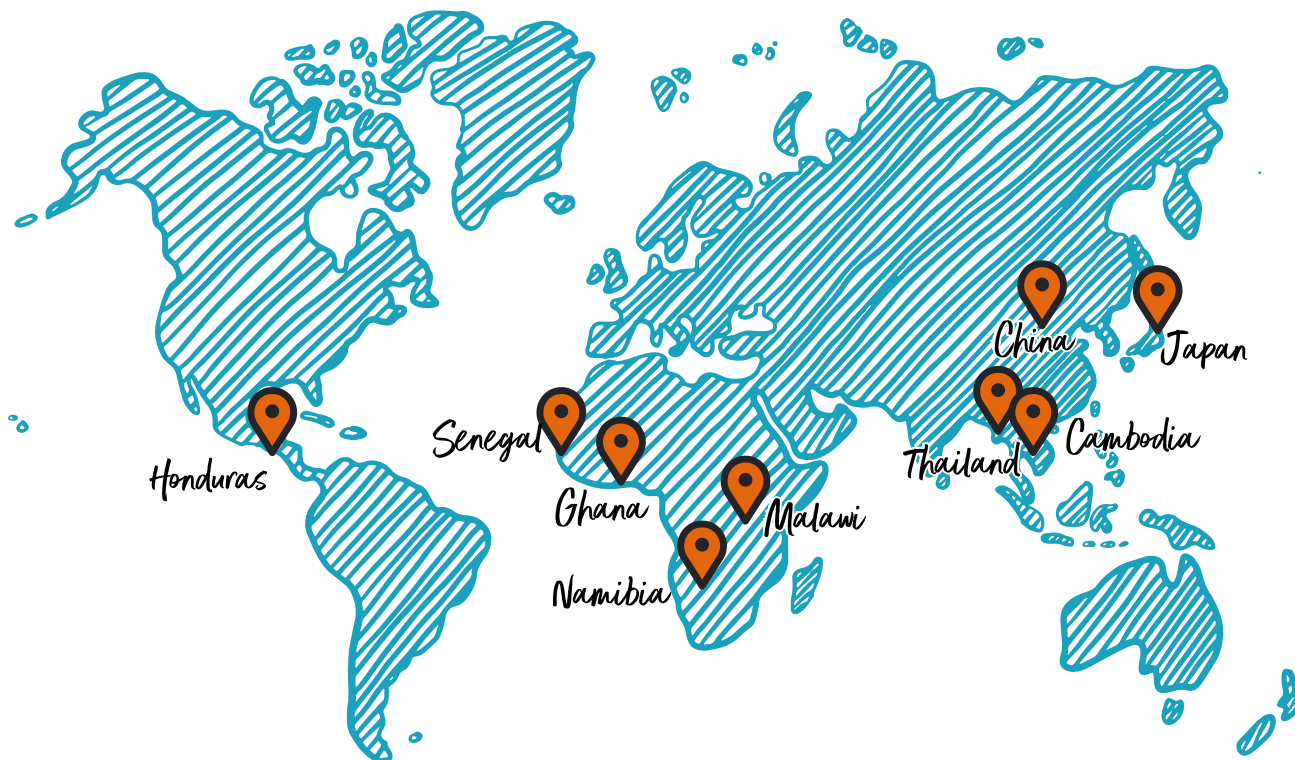 China
Japan
Senegal
Cambodia
Thailand
Honduras
Ghana
Malawi
Namibia